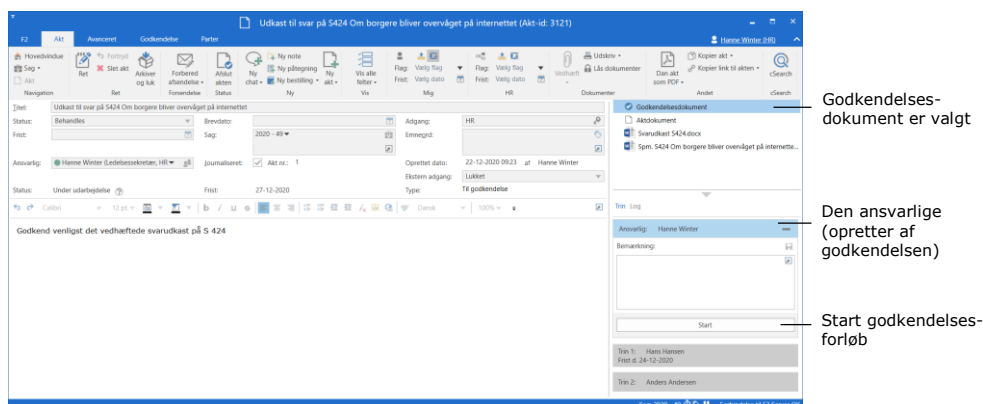 Udkast til svar på S424 Om borgere bliver overvåget på internettet (Akt-id: 3121)
F2 Akt Avanceret Godkendelse Parter Hanne Winter (HR)
Hovedvindue
Sag
Akt
Navigation
Ret
Fortryd
Slet akt
Ret
Arkiver og luk
Forbered afsendelse
Forsendelse
Afslut akten
Status
Ny chat
Ny note
Ny påtegning
Ny bestilling
Ny akt
Ny
Vis alle felter
Vis
Flag: Vælg flag
Frist: Vælg dato
Mig
Flag: Vælg flag
Frist: Vælg dato
HR
Vedhæft
Udskriv
Lås dokumenter
Dokumenter
Dan akt som PDF
Kopier akt
Kopier link til akten
Andet
cSearch
cSearch
Titel: Udkast til svar på S424 Om borgere bliver overvåget på internettet
Status: Behandles Brevdato: Adgang: HR
Frist: Sag: 2020 - 49 Emneord:
Ansvarlig: Hanne Winter (Ledelsessekretær, HR Journaliseret: Akt nr.: 1 Oprettet dato: 22-12-2020 09:23 af Hanne Winter
Ekstern adgang: Lukket
Status: Under udarbejdelse Frist: 27-12-2020 Type: Til godkendelse
Calibri 12 pt. b i u Dansk 100%
Godkend venligst det vedhæftede svarudkast på S 424
Godkendelsesdokument
Aktdokument
Svarudkast S424.docx
Spm. S424 Om borgere bliver overvåget på internette...
Trin Log
Ansvarlig: Hanne Winter
Bemærkning:
Start
Trin 1: Hans Hansen
Frist d. 24-12-2020
Trin 2: Anders Andersen
Godkendelses-
dokument er valgt
Den ansvarlige
(opretter af
godkendelsen)
Start godkendelses-
forløb